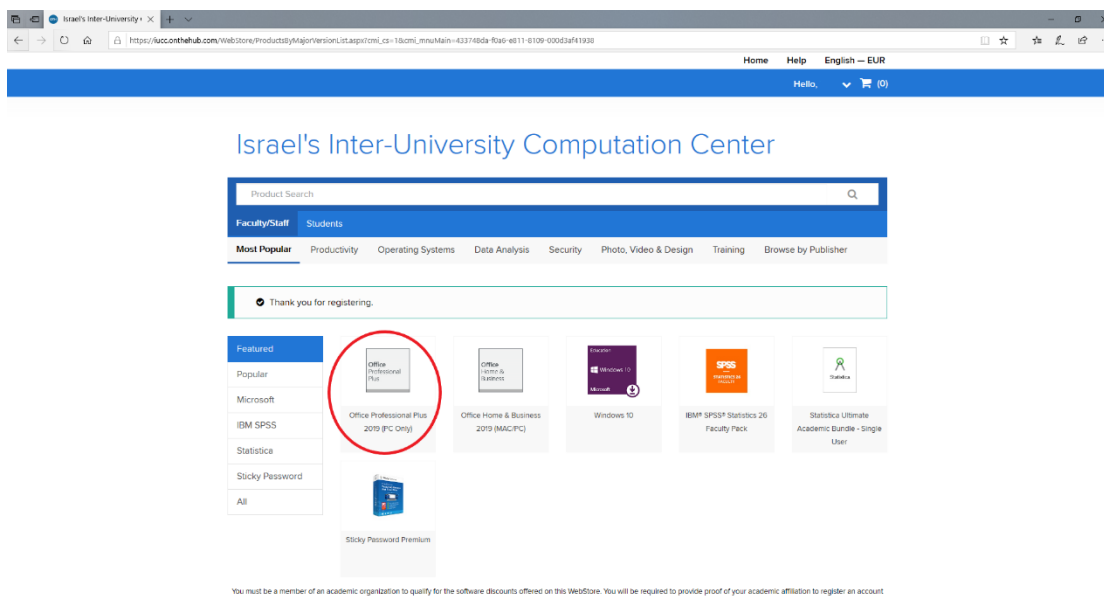 Israel's Inter-University
https://iucc.onthehub.com/WebStore/ProductsByMajorVersionList.aspx?cmi_cs=1&cmi_mnuMain=433748da-f0a6-e811-8109-000d3af41938
Home Help English — EUR
Hello, (0)
Israel's Inter-University Computation Center
Product Search
Faculty/Staff Students
Most Popular Productivity Operating Systems Data Analysis Security Photo, Video & Design Training Browse by Publisher
Thank you for registering.
Featured
Popular
Microsoft
IBM SPSS
Statistica
Sticky Password
All
Office
Professional
Plus
Office Professional Plus
2019 (PC Only)
Office
Home &
Business
Office Home & Business
2019 (MAC/PC)
Education
Windows 10
Microsoft
Windows 10
SPSS
IBM® SPSS® Statistics 26
Faculty Pack
Statistica
Statistica Ultimate
Academic Bundle - Single
User
Sticky Password Premium
You must be a member of an academic organization to qualify for the software discounts offered on this WebStore. You will be required to provide proof of your academic affiliation to register an account